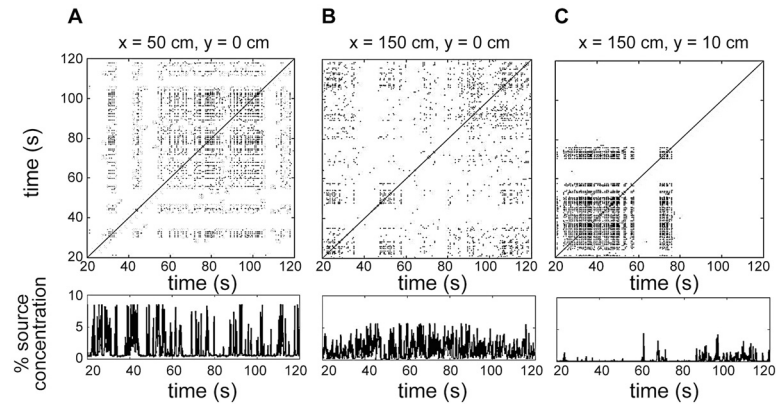 A B C
x = 50 cm, y = 0 cm x = 150 cm, y = 0 cm x = 150 cm, y = 10 cm
time (s)
120
100
80
60
40
20
20 40 60 80 100 120 20 40 60 80 100 120 20 40 60 80 100 120
time (s) time (s) time (s)
% source
concentration
10
5
0
20 40 60 80 100 120 20 40 60 80 100 120 20 40 60 80 100 120
time (s) time (s) time (s)